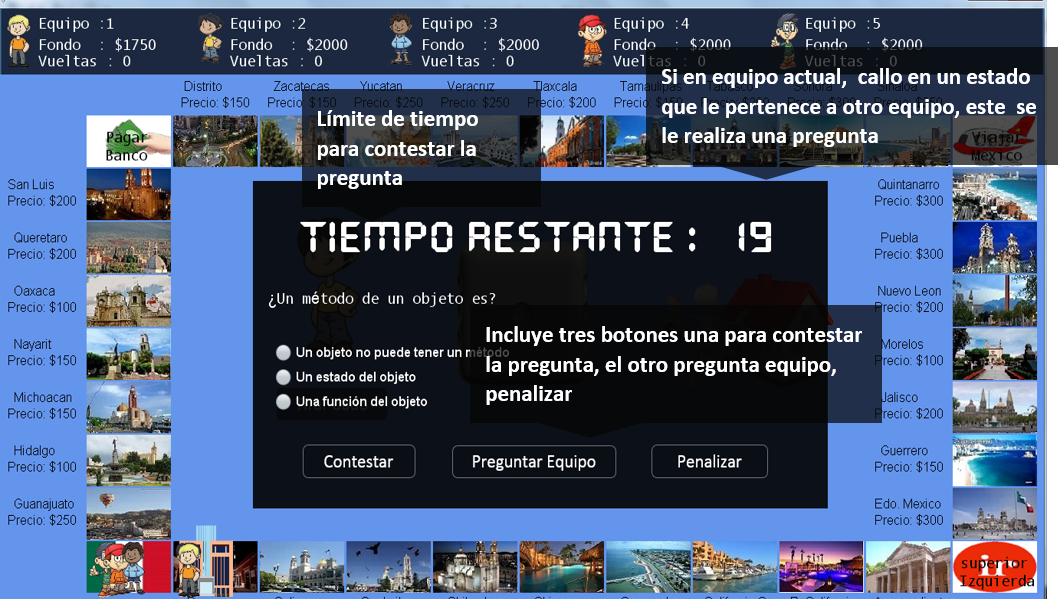 Equipo :1
Fondo : $1750
Vueltas : 0
Equipo :2
Fondo : $2000
Vueltas : 0
Equipo :3
Fondo : $2000
Vueltas : 0
Equipo :4
Fondo : $2000
Vueltas : 0
Equipo :5
Fondo : $2000
Vueltas : 0
Si en equipo actual, callo en un estado
que le pertenece a otro equipo, este se
le realiza una pregunta
Distrito
Precio: $150
Zacatecas
Precio: $150
Yucatan
Precio: $250
Veracruz
Precio: $250
Tlaxcala
Precio: $200
Tamaulipas
Precio: $150
Tabasco
Sonora
Sinaloa
Límite de tiempo
para contestar la
pregunta
Pagar
Banco
Viajar
Mexico
San Luis
Precio: $200
Queretaro
Precio: $200
Oaxaca
Precio: $100
Nayarit
Precio: $150
Michoacan
Precio: $150
Hidalgo
Precio: $100
Guanajuato
Precio: $250
TIEMPO RESTANTE : 19
¿Un método de un objeto es?
Un objeto no puede tener un método
Un estado del objeto
Una función del objeto
Incluye tres botones una para contestar
la pregunta, el otro pregunta equipo,
penalizar
Contestar
Preguntar Equipo
Penalizar
Quintanarro
Precio: $300
Puebla
Precio: $300
Nuevo Leon
Precio: $200
Morelos
Precio: $100
Jalisco
Precio: $200
Guerrero
Precio: $150
Edo. Mexico
Precio: $300
superior
Izquierda